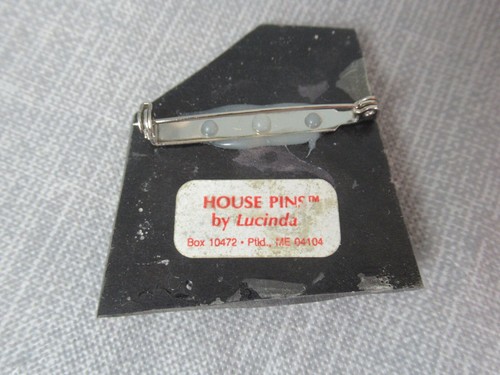 HOUSE PINS™
by Lucinda
Box 10472 • Ptld., ME 04104